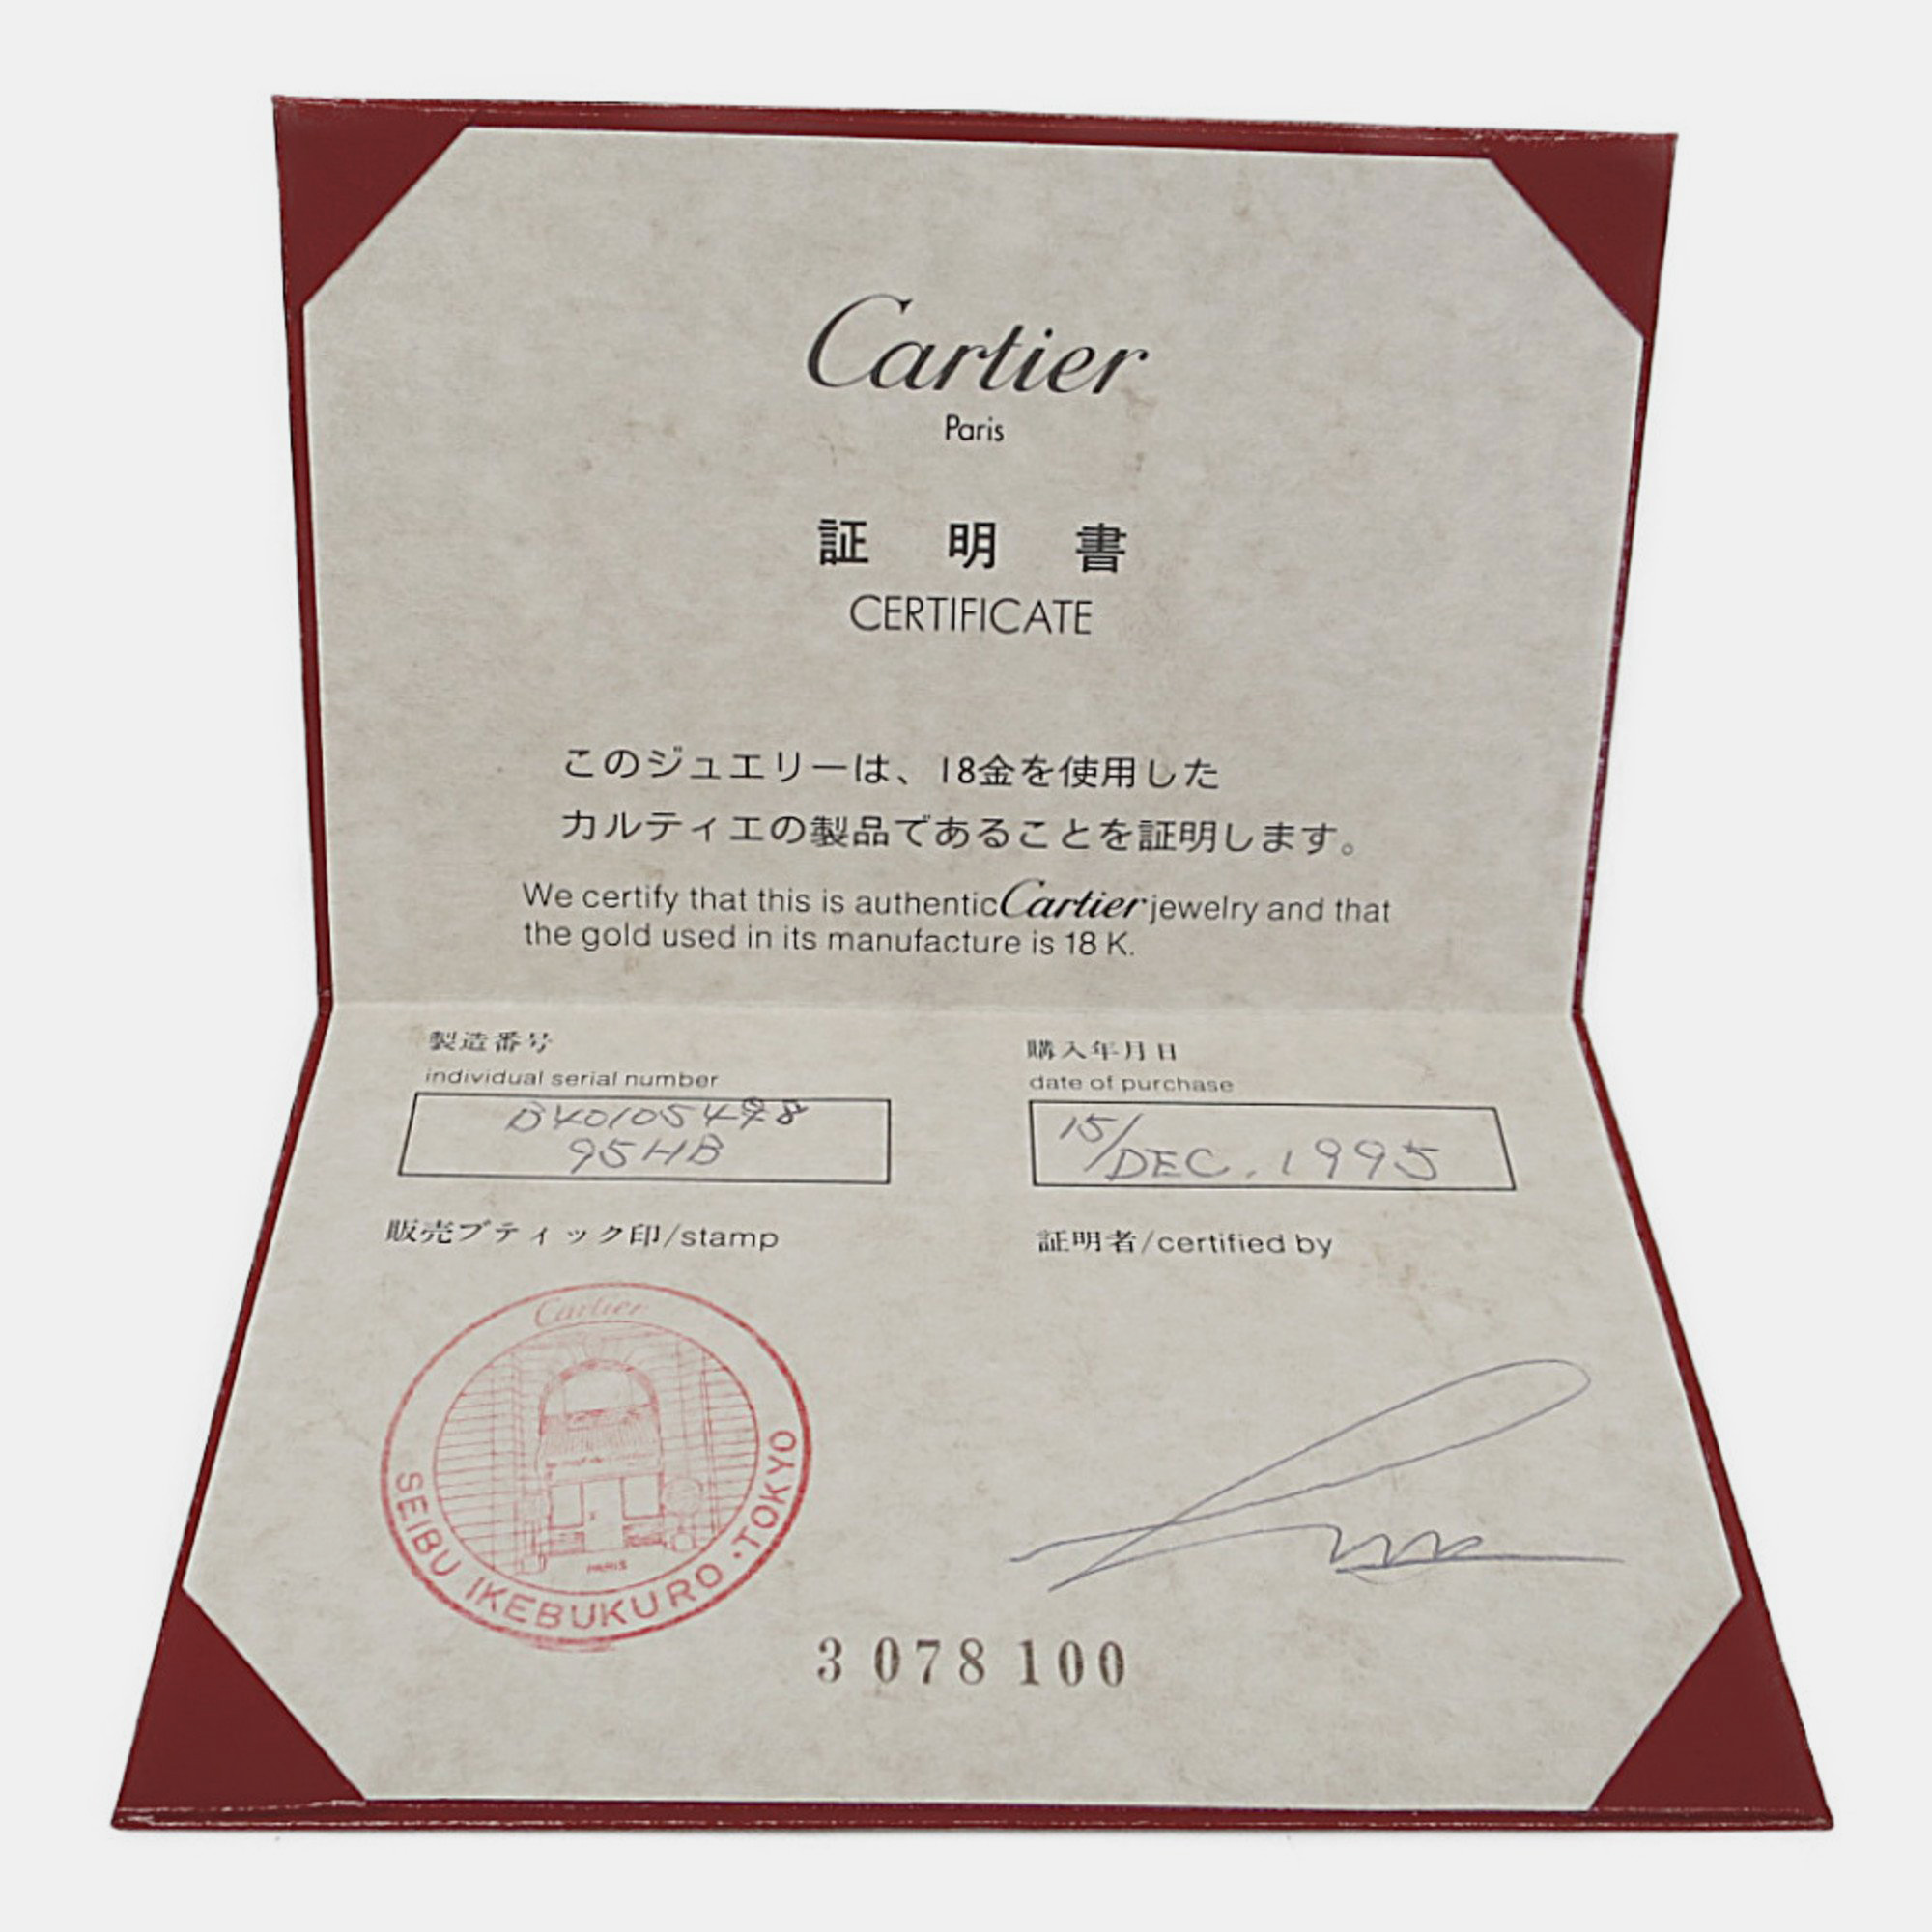 Cartier
Paris
証明書
CERTIFICATE
このジュエリーは、18金を使用した
カルティエの製品であることを証明します。
We certify that this is authentic Cartier jewelry and that
the gold used in its manufacture is 18 K.
製造番号
individual serial number
95HB
購入年月日
date of purchase
15/DEC.1995
販売ブティック印/stamp
証明者/certified by
Cartier
PARIS
SEIBU IKEBUKURO・TOKYO
3 078 100